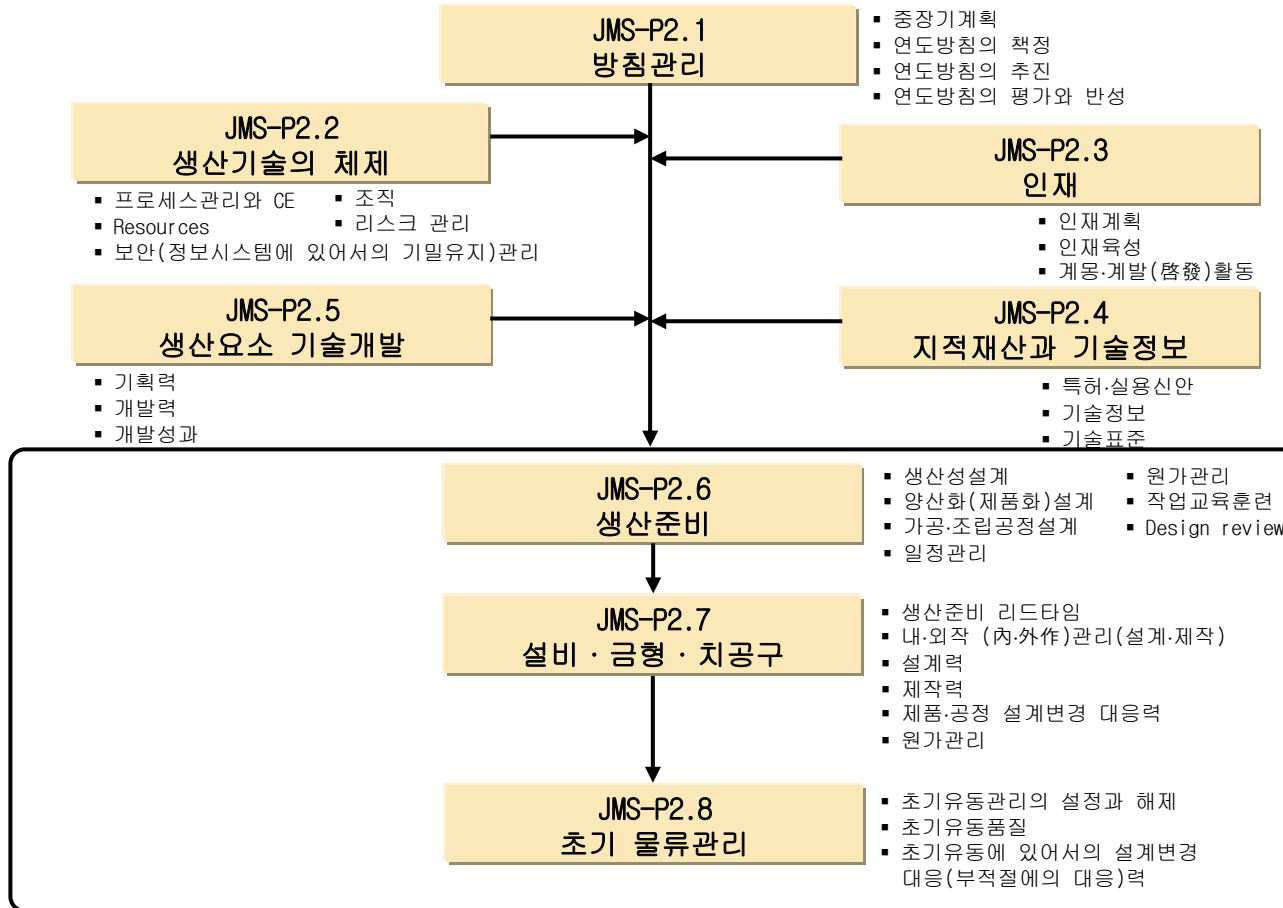 JMS-P2.1
방침관리
▪ 중장기계획
▪ 연도방침의 책정
▪ 연도방침의 추진
▪ 연도방침의 평가와 반성
JMS-P2.2
생산기술의 체제
▪ 프로세스관리와 CE
▪ 조직
▪ Resources
▪ 리스크 관리
▪ 보안(정보시스템에 있어서의 기밀유지)관리
JMS-P2.3
인재
▪ 인재계획
▪ 인재육성
▪ 계몽·계발(啓發)활동
JMS-P2.5
생산요소 기술개발
▪ 기획력
▪ 개발력
▪ 개발성과
JMS-P2.4
지적재산과 기술정보
▪ 특허·실용신안
▪ 기술정보
▪ 기술표준
JMS-P2.6
생산준비
▪ 생산성설계
▪ 양산화(제품화)설계
▪ 가공·조립공정설계
▪ 일정관리
▪ 원가관리
▪ 작업교육훈련
▪ Design review
JMS-P2.7
설비 · 금형 · 치공구
▪ 생산준비 리드타임
▪ 내·외작 (內·外作)관리(설계·제작)
▪ 설계력
▪ 제작력
▪ 제품·공정 설계변경 대응력
▪ 원가관리
JMS-P2.8
초기 물류관리
▪ 초기유동관리의 설정과 해제
▪ 초기유동품질
▪ 초기유동에 있어서의 설계변경
대응(부적절에의 대응)력